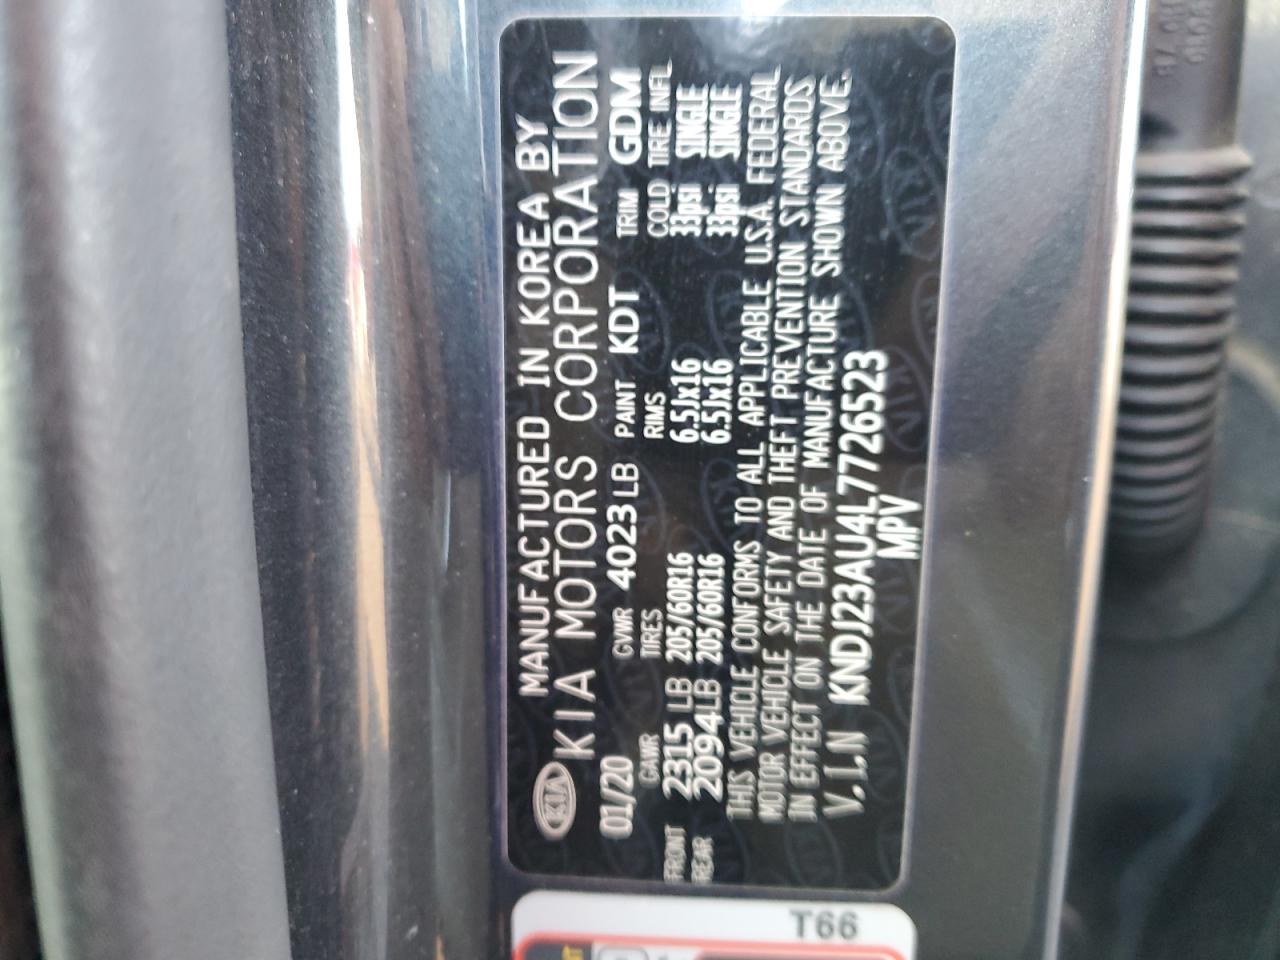 KIA
MANUFACTURED IN KOREA BY
KIA MOTORS CORPORATION
01/20 GVWR 4023 LB PAINT KDT TRIM GDM
GAWR TIRES RIMS COLD TIRE INFL
FRONT 2315 LB 205/60R16 6.5Jx16 33psi SINGLE
REAR 2094LB 205/60R16 6.5Jx16 33psi SINGLE
THIS VEHICLE CONFORMS TO ALL APPLICABLE U.S.A. FEDERAL
MOTOR VEHICLE SAFETY AND THEFT PREVENTION STANDARDS
IN EFFECT ON THE DATE OF MANUFACTURE SHOWN ABOVE.
V.I.N KNDJ23AU4L7726523
MPV
T66